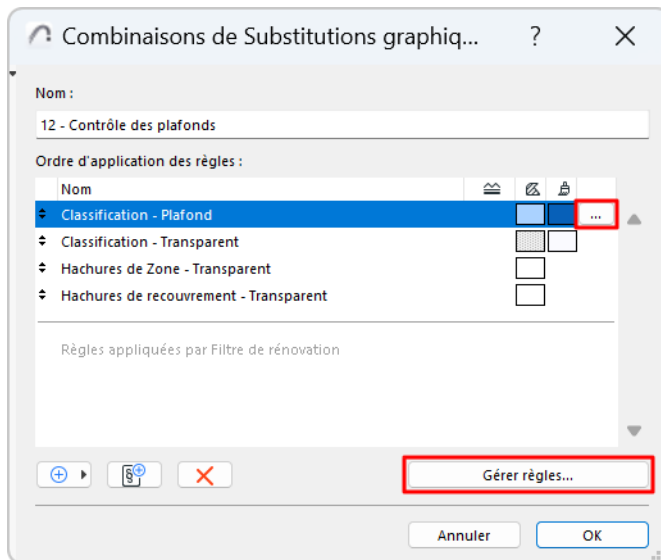 Combinaisons de Substitutions graphiq... ?
Nom :
12 - Contrôle des plafonds
Ordre d'application des règles :
Nom
Classification - Plafond ...
Classification - Transparent
Hachures de Zone - Transparent
Hachures de recouvrement - Transparent
Règles appliquées par Filtre de rénovation
Gérer règles...
Annuler OK